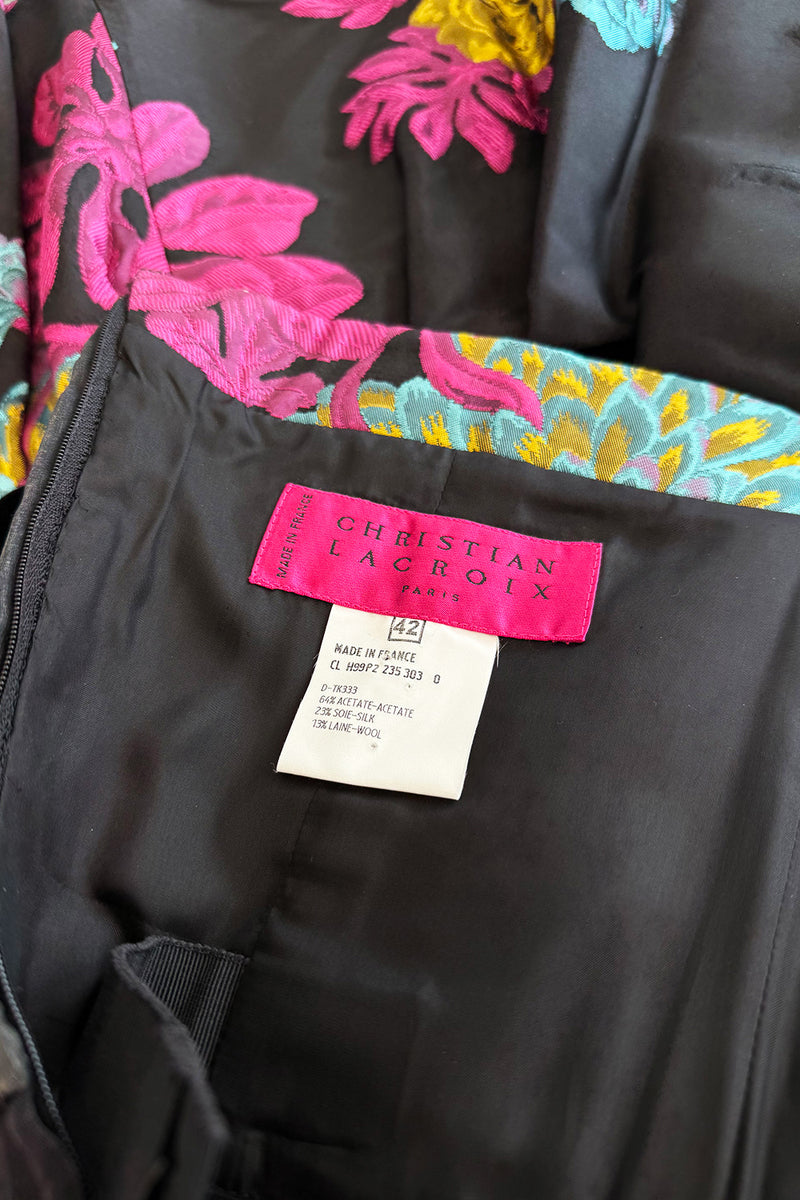 MADE IN FRANCE
CHRISTIAN
LACROIX
PARIS
42
MADE IN FRANCE
CL H99P2 235 303 0
D-TK333
64% ACETATE-ACETATE
23% SOIE-SILK
13% LAINE-WOOL